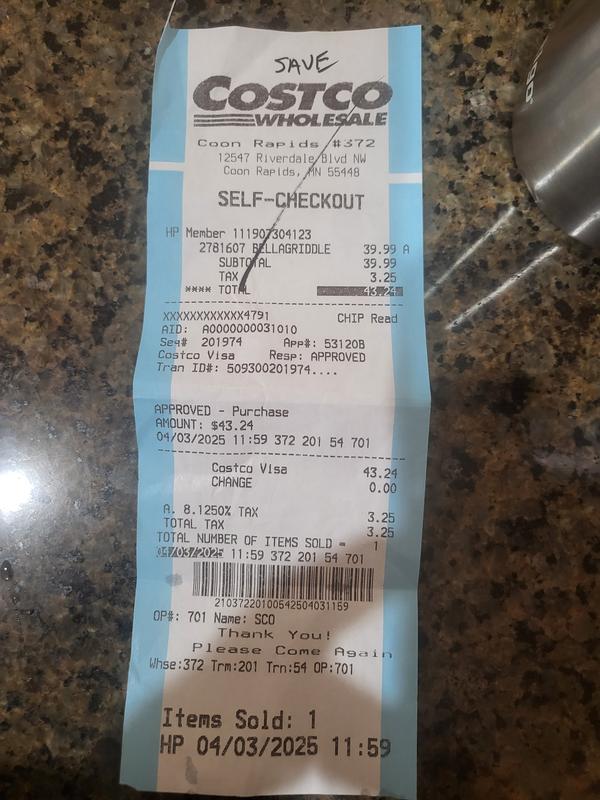 SAVE
COSTCO
WHOLESALE
Coon Rapids #372
12547 Riverdale Blvd NW
Coon Rapids, MN 55448
SELF-CHECKOUT
HP Member 111907304123
2781607 BELLAGRIDDLE 39.99 A
SUBTOTAL 39.99
TAX 3.25
**** TOTAL 43.24
XXXXXXXXXXXX4791 CHIP Read
AID: A0000000031010
Seq# 201974 App#: 53120B
Costco Visa Resp: APPROVED
Tran ID#: 509300201974....
APPROVED - Purchase
AMOUNT: $43.24
04/03/2025 11:59 372 201 54 701
Costco Visa 43.24
CHANGE 0.00
A. 8.1250% TAX 3.25
TOTAL TAX 3.25
TOTAL NUMBER OF ITEMS SOLD = 1
04/03/2025 11:59 372 201 54 701
21037220100542504031159
OP#: 701 Name: SCO
Thank You!
Please Come Again
Whse:372 Trm:201 Trn:54 OP:701
Items Sold: 1
HP 04/03/2025 11:59